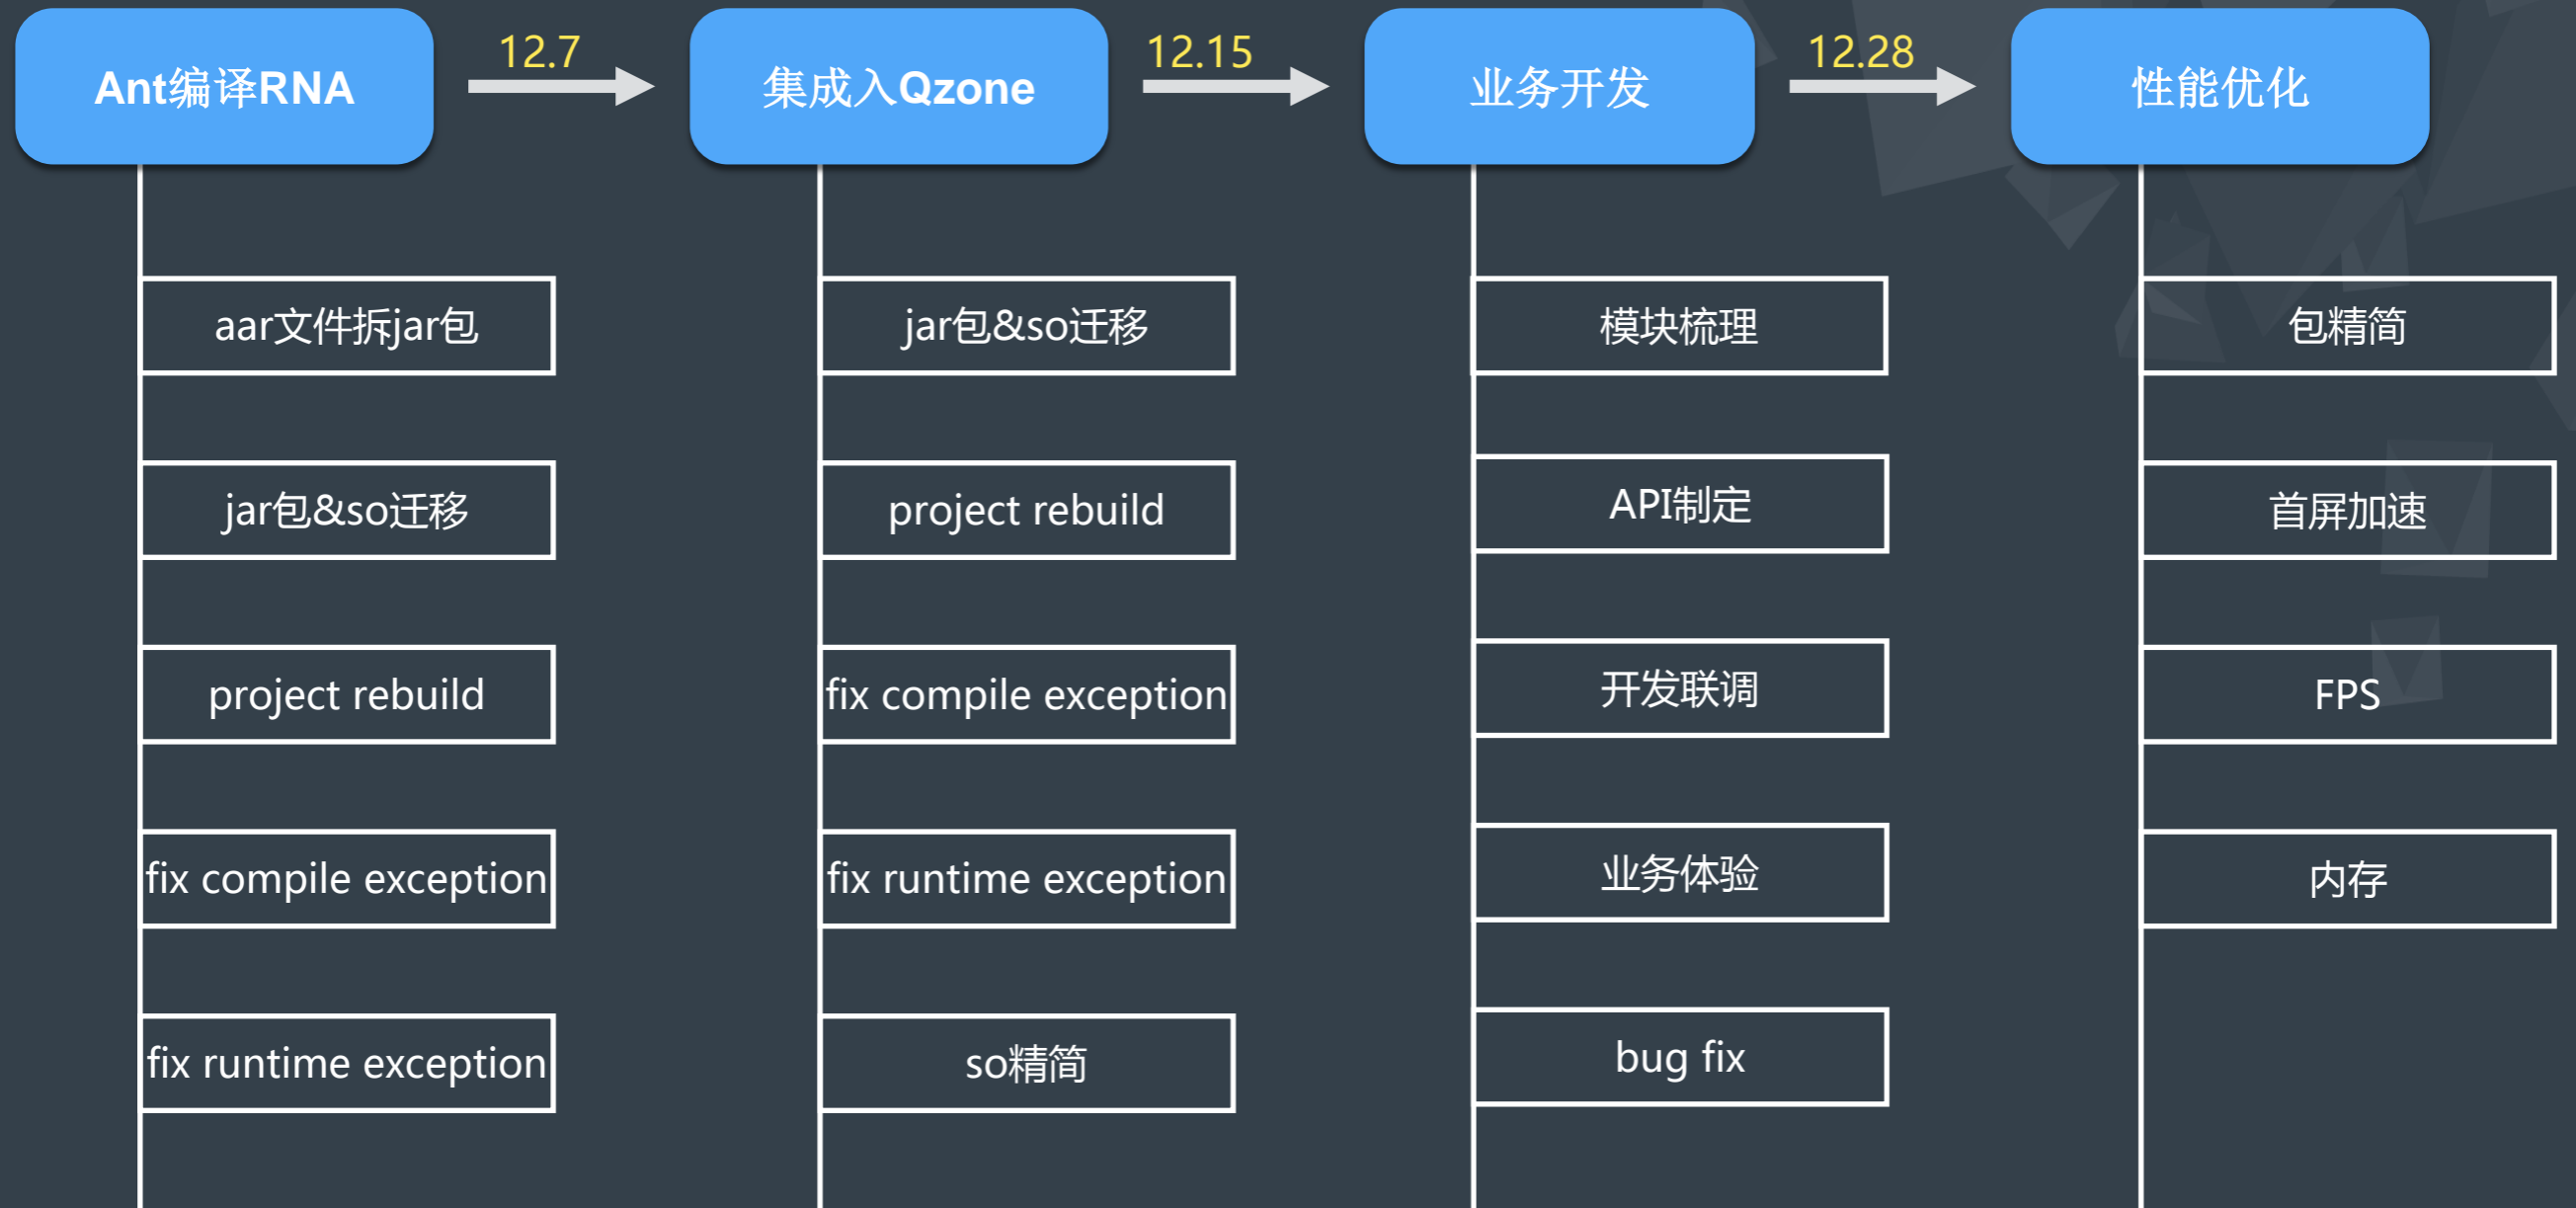 Ant编译RNA
12.7
集成入Qzone
12.15
业务开发
12.28
性能优化
aar文件拆jar包
jar包&so迁移
project rebuild
fix compile exception
fix runtime exception
jar包&so迁移
project rebuild
fix compile exception
fix runtime exception
so精简
模块梳理
API制定
开发联调
业务体验
bug fix
包精简
首屏加速
FPS
内存